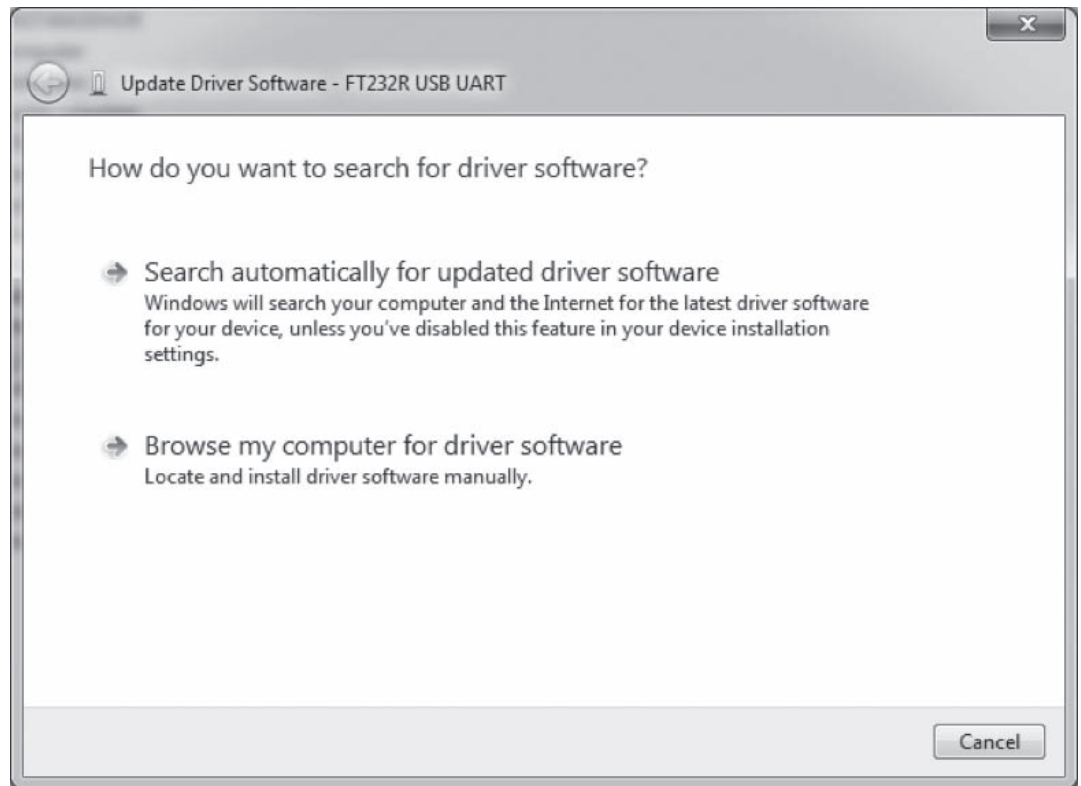 Update Driver Software - FT232R USB UART
How do you want to search for driver software?
Search automatically for updated driver software
Windows will search your computer and the Internet for the latest driver software
for your device, unless you've disabled this feature in your device installation
settings.
Browse my computer for driver software
Locate and install driver software manually.
Cancel